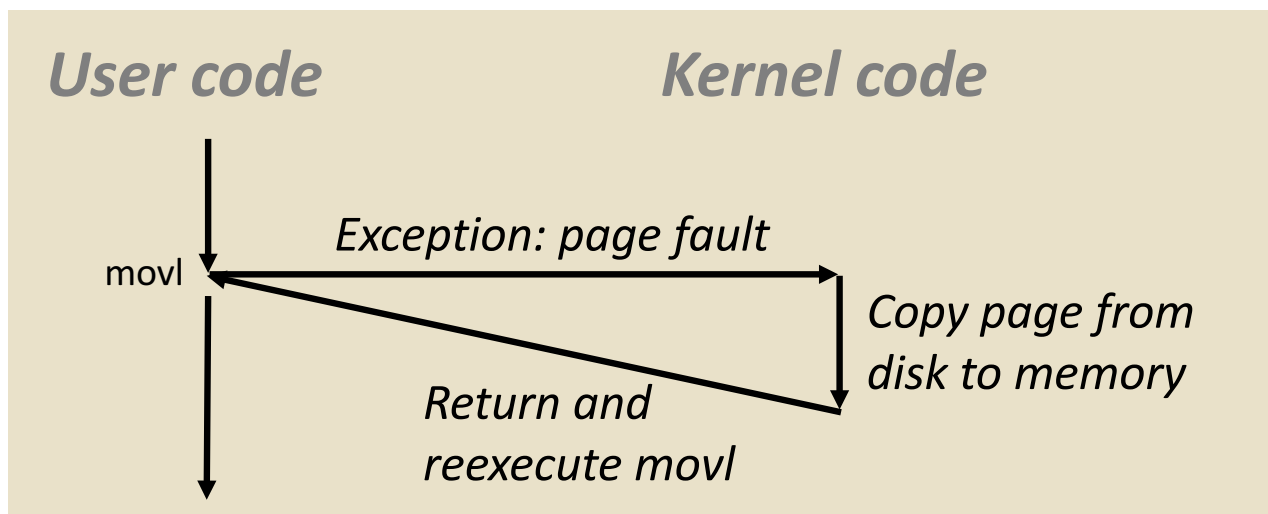 User code
Kernel code
Exception: page fault
movl
Copy page from
disk to memory
Return and
reexecute movl